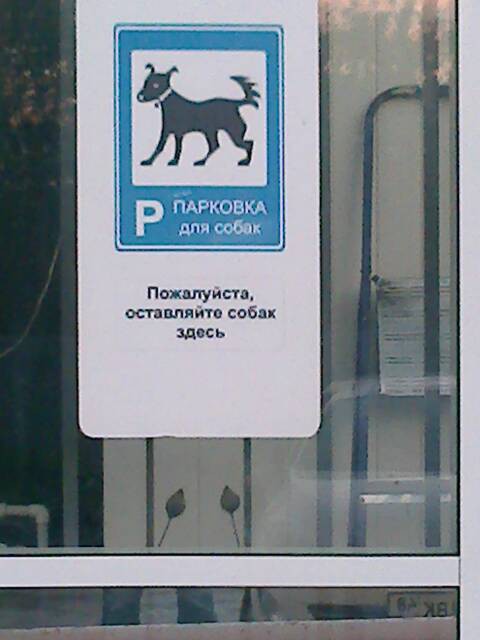 P ПАРКОВКА
для собак
Пожалуйста,
оставляйте собак
здесь